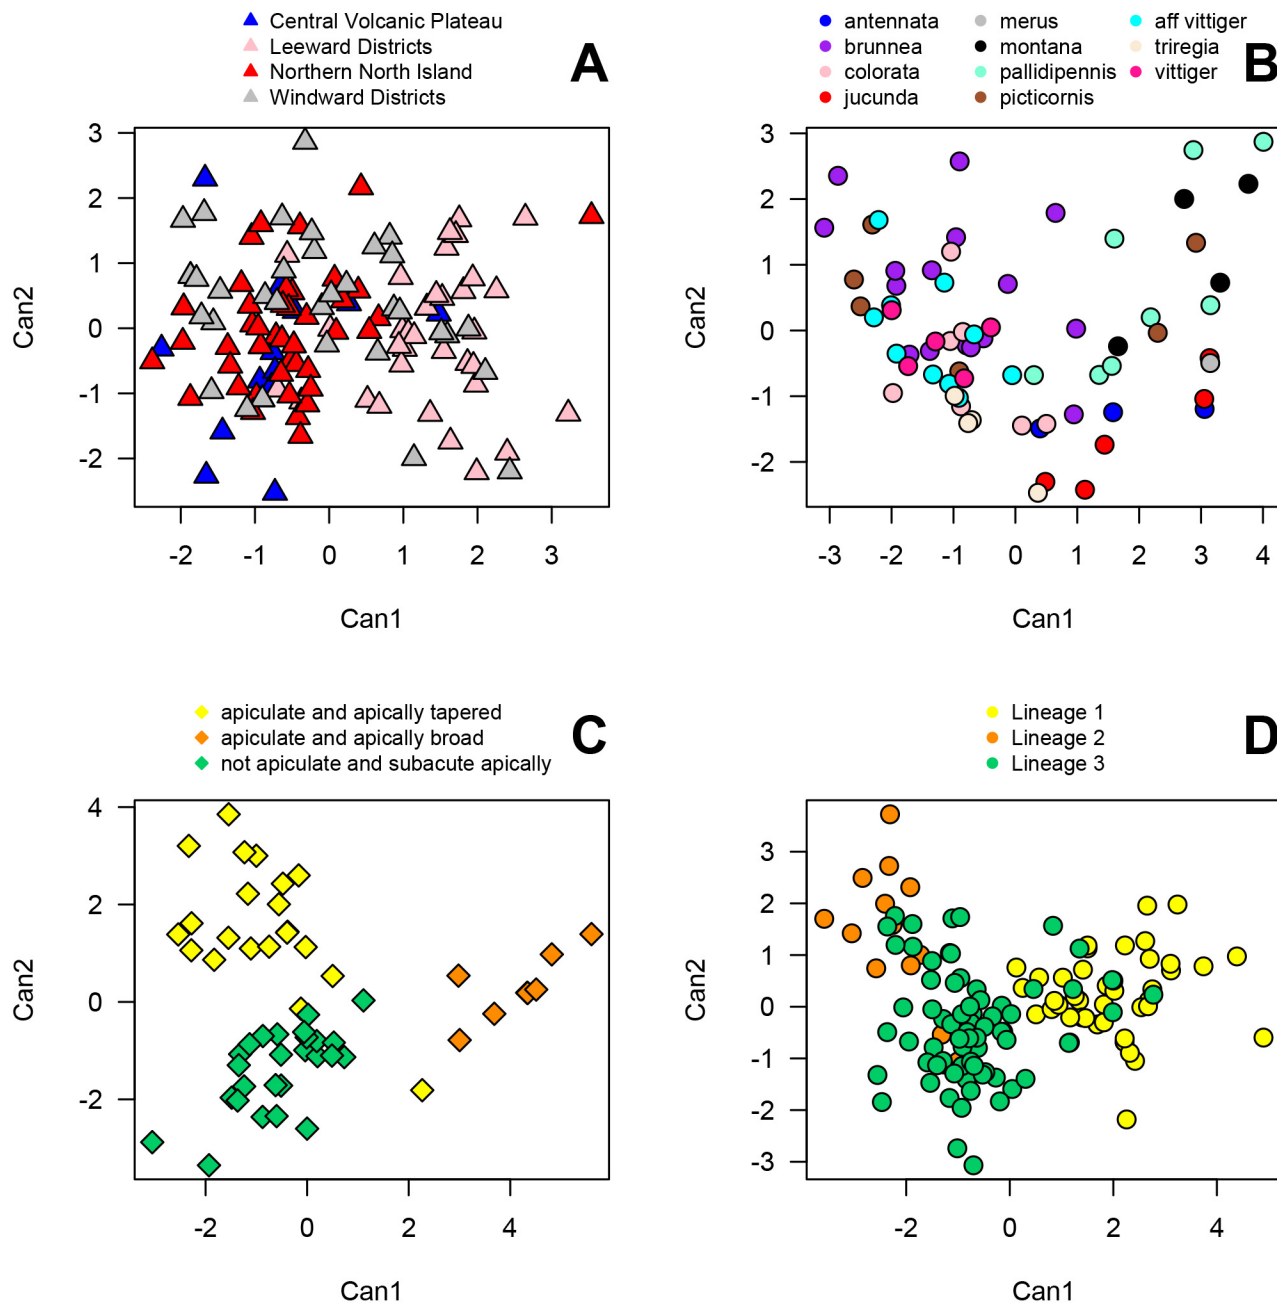 Central Volcanic Plateau
Leeward Districts
Northern North Island
Windward Districts
A
3
2
1
0
-1
-2
Can2
-2 -1 0 1 2 3
Can1
antennata merus aff vittiger
brunnea montana triregia
colorata pallidipennis vittiger
jucunda picticornis
B
3
2
1
0
-1
-2
Can2
-3 -2 -1 0 1 2 3 4
Can1
apiculate and apically tapered
apiculate and apically broad
not apiculate and subacute apically
C
4
2
0
-2
Can2
-2 0 2 4
Can1
Lineage 1
Lineage 2
Lineage 3
D
3
2
1
0
-1
-2
-3
Can2
-2 0 2 4
Can1